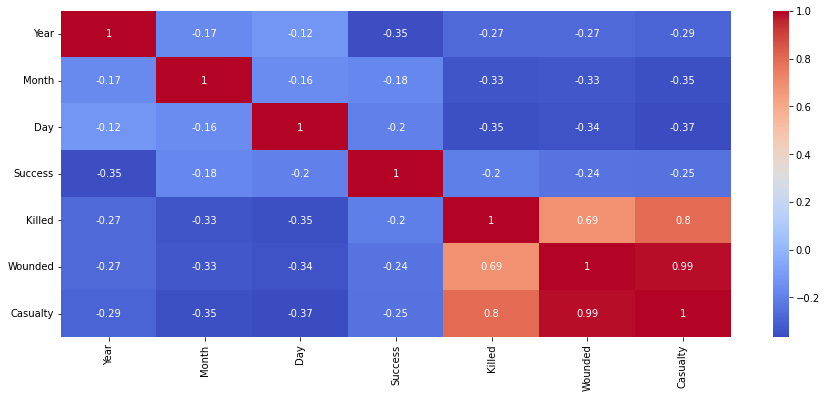 Year 1 -0.17 -0.12 -0.35 -0.27 -0.27 -0.29
Month -0.17 1 -0.16 -0.18 -0.33 -0.33 -0.35
Day -0.12 -0.16 1 -0.2 -0.35 -0.34 -0.37
Success -0.35 -0.18 -0.2 1 -0.2 -0.24 -0.25
Killed -0.27 -0.33 -0.35 -0.2 1 0.69 0.8
Wounded -0.27 -0.33 -0.34 -0.24 0.69 1 0.99
Casualty -0.29 -0.35 -0.37 -0.25 0.8 0.99 1
Year Month Day Success Killed Wounded Casualty
1.0
0.8
0.6
0.4
0.2
0.0
−0.2